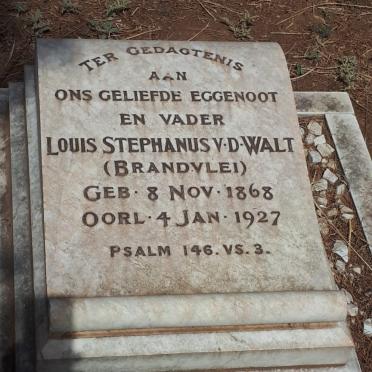 TER GEDAGTENIS
AAN
ONS GELIEFDE EGGENOOT
EN VADER
LOUIS STEPHANUS V.D.WALT
(BRANDVLEI)
GEB. 8 NOV. 1868
OORL. 4 JAN. 1927
PSALM 146. VS. 3.